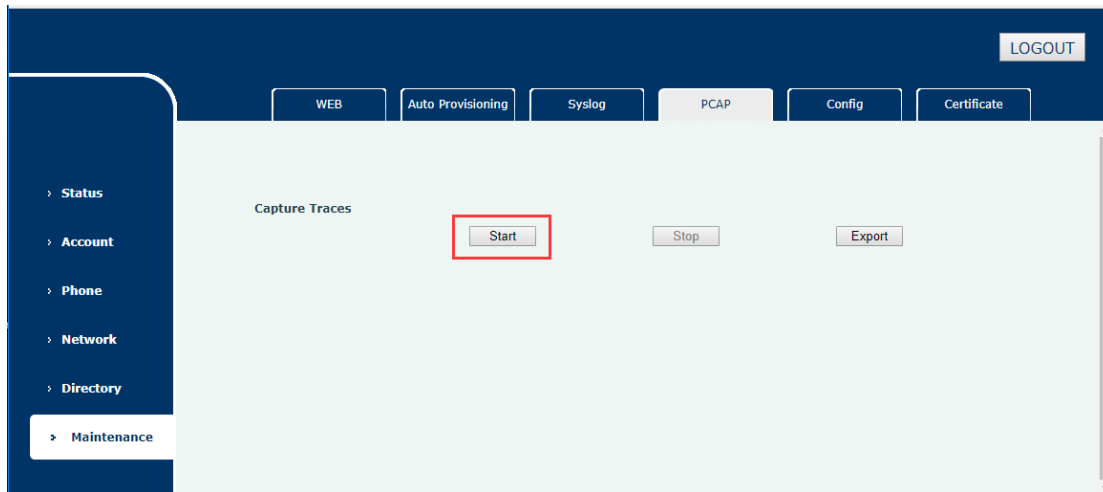 LOGOUT
WEB
Auto Provisioning
Syslog
PCAP
Config
Certificate
Status
Account
Phone
Network
Directory
Maintenance
Capture Traces
Start
Stop
Export